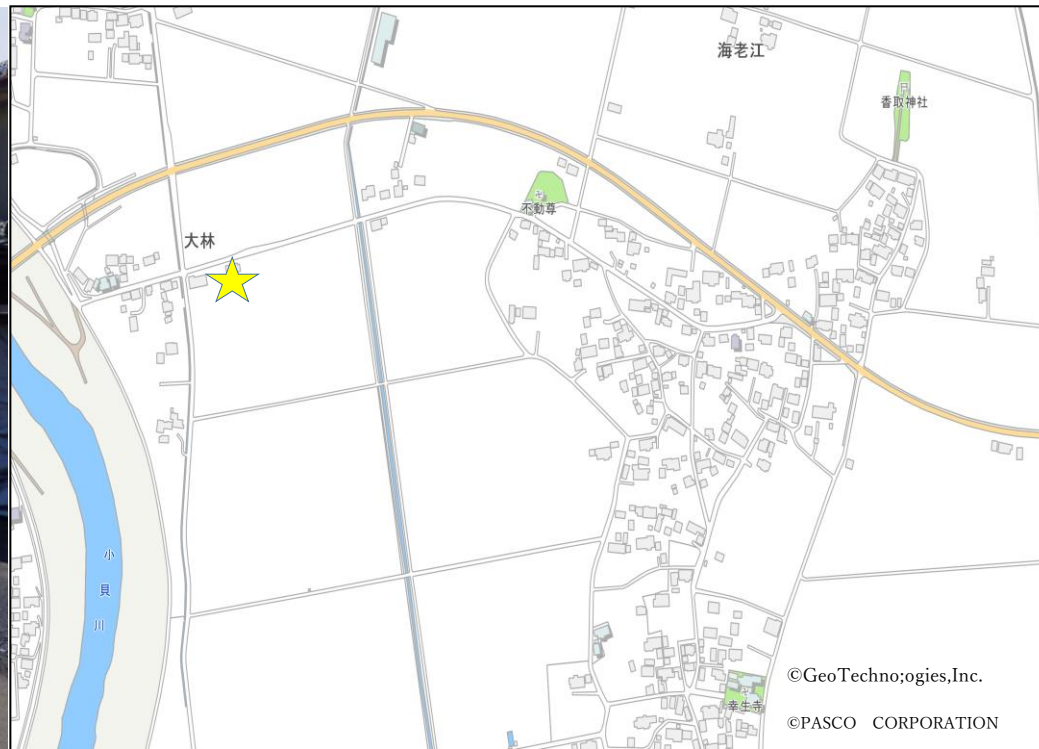 海老江
香取神社
不動尊
大林
小
貝
川
幸生寺
©GeoTechno;ogies,Inc.
©PASCO CORPORATION